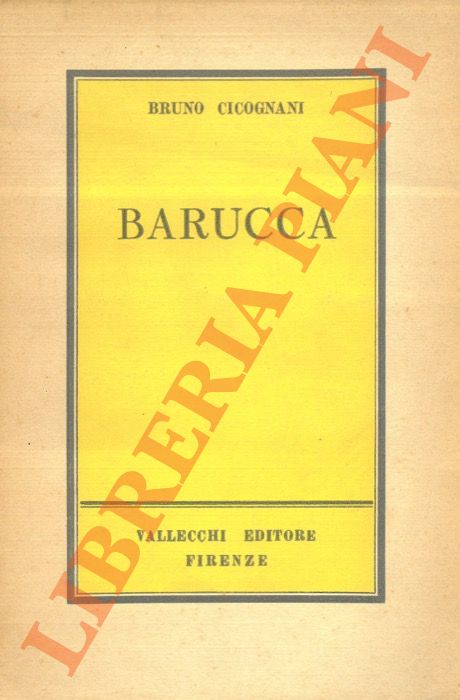 BRUNO CICOGNANI
BARUCCA
VALLECCHI EDITORE
FIRENZE
LIBRERIA PIANI